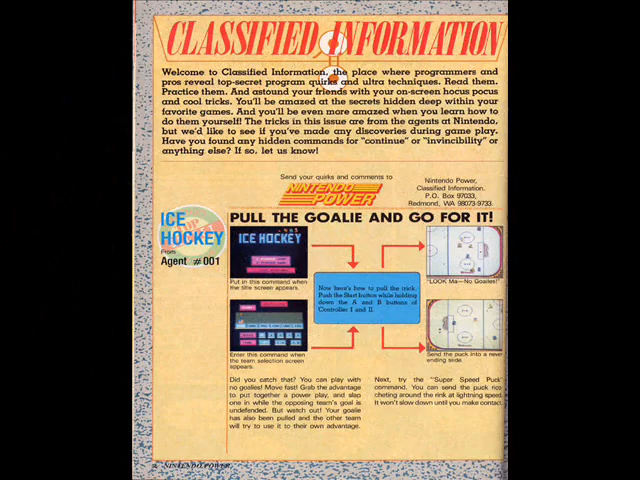 CLASSIFIED INFORMATION
Welcome to Classified Information, the place where programmers and
pros reveal top-secret program quirks and ultra techniques. Read them.
Practice them. And astound your friends with your on-screen hocus pocus
and cool tricks. You'll be amazed at the secrets hidden deep within your
favorite games. And you'll be even more amazed when you learn how to
do them yourself! The tricks in this issue are from the agents at Nintendo,
but we'd like to see if you've made any discoveries during game play.
Have you found any hidden commands for "continue" or "invincibility" or
anything else? If so, let us know!
Send your quirks and comments to
NINTENDO
POWER
Nintendo Power,
Classified Information.
P.O. Box 97033,
Redmond, WA 98073-9733.
ICE
HOCKEY
From
Agent #001
PULL THE GOALIE AND GO FOR IT!
ICE HOCKEY
Put in this command when
the title screen appears.
Now here's how to pull the trick.
Push the Start button while holding
down the A and B buttons of
Controller I and II.
"LOOK Ma—No Goalies!"
Enter this command when
the team selection screen
appears.
Send the puck into a never
ending slide.
Did you catch that? You can play with
no goalies! Move fast! Grab the advantage
to put together a power play, and slap
one in while the opposing team's goal is
undefended. But watch out! Your goalie
has also been pulled and the other team
will try to use it to their own advantage.
Next, try the "Super Speed Puck"
command. You can send the puck rico
cheting around the rink at lightning speed.
It won't slow down until you make contact.
NINTENDO POWER